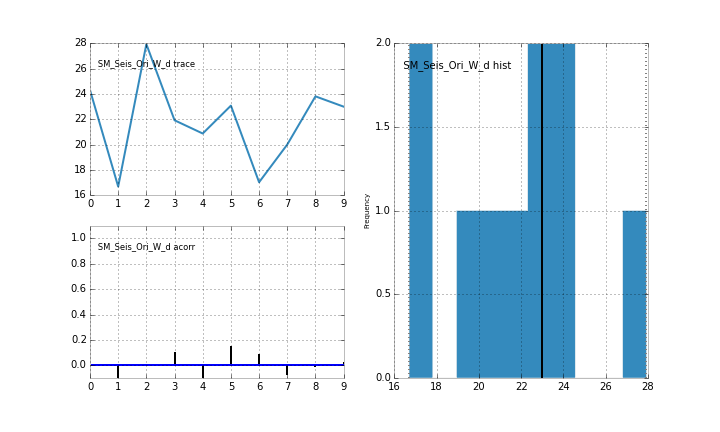 28
26
24
22
20
18
16
SM_Seis_Ori_W_d trace
0 1 2 3 4 5 6 7 8 9
1.0
0.8
0.6
0.4
0.2
0.0
SM_Seis_Ori_W_d acorr
0 1 2 3 4 5 6 7 8 9
2.0
1.5
1.0
0.5
0.0
Frequency
SM_Seis_Ori_W_d hist
16 18 20 22 24 26 28